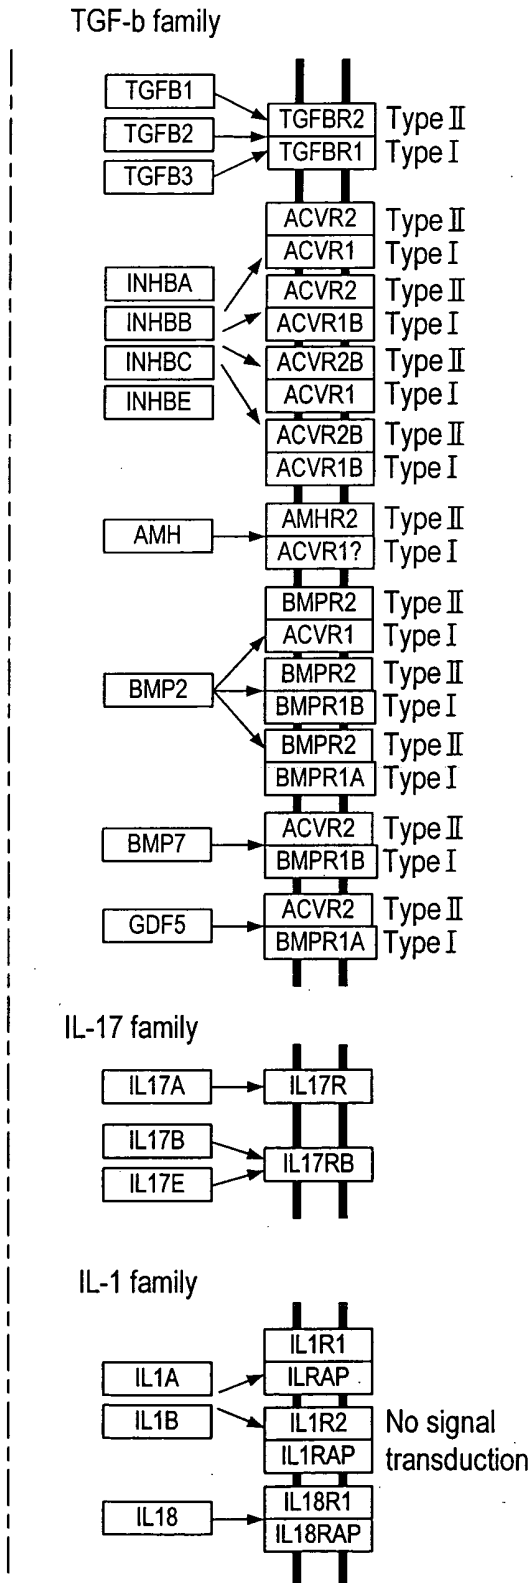 TGF-b family
TGFB1
TGFB2
TGFB3
TGFBR2 Type Ⅱ
TGFBR1 Type Ⅰ
INHBA
INHBB
INHBC
INHBE
ACVR2 Type Ⅱ
ACVR1 Type Ⅰ
ACVR2 Type Ⅱ
ACVR1B Type Ⅰ
ACVR2B Type Ⅱ
ACVR1 Type Ⅰ
ACVR2B Type Ⅱ
ACVR1B Type Ⅰ
AMH
AMHR2 Type Ⅱ
ACVR1? Type Ⅰ
BMP2
BMPR2 Type Ⅱ
ACVR1 Type Ⅰ
BMPR2 Type Ⅱ
BMPR1B Type Ⅰ
BMPR2 Type Ⅱ
BMPR1A Type Ⅰ
BMP7
ACVR2 Type Ⅱ
BMPR1B Type Ⅰ
GDF5
ACVR2 Type Ⅱ
BMPR1A Type Ⅰ
IL-17 family
IL17A
IL17R
IL17B
IL17E
IL17RB
IL-1 family
IL1A
IL1B
IL1R1
ILRAP
IL1R2
IL1RAP
No signal
transduction
IL18
IL18R1
IL18RAP